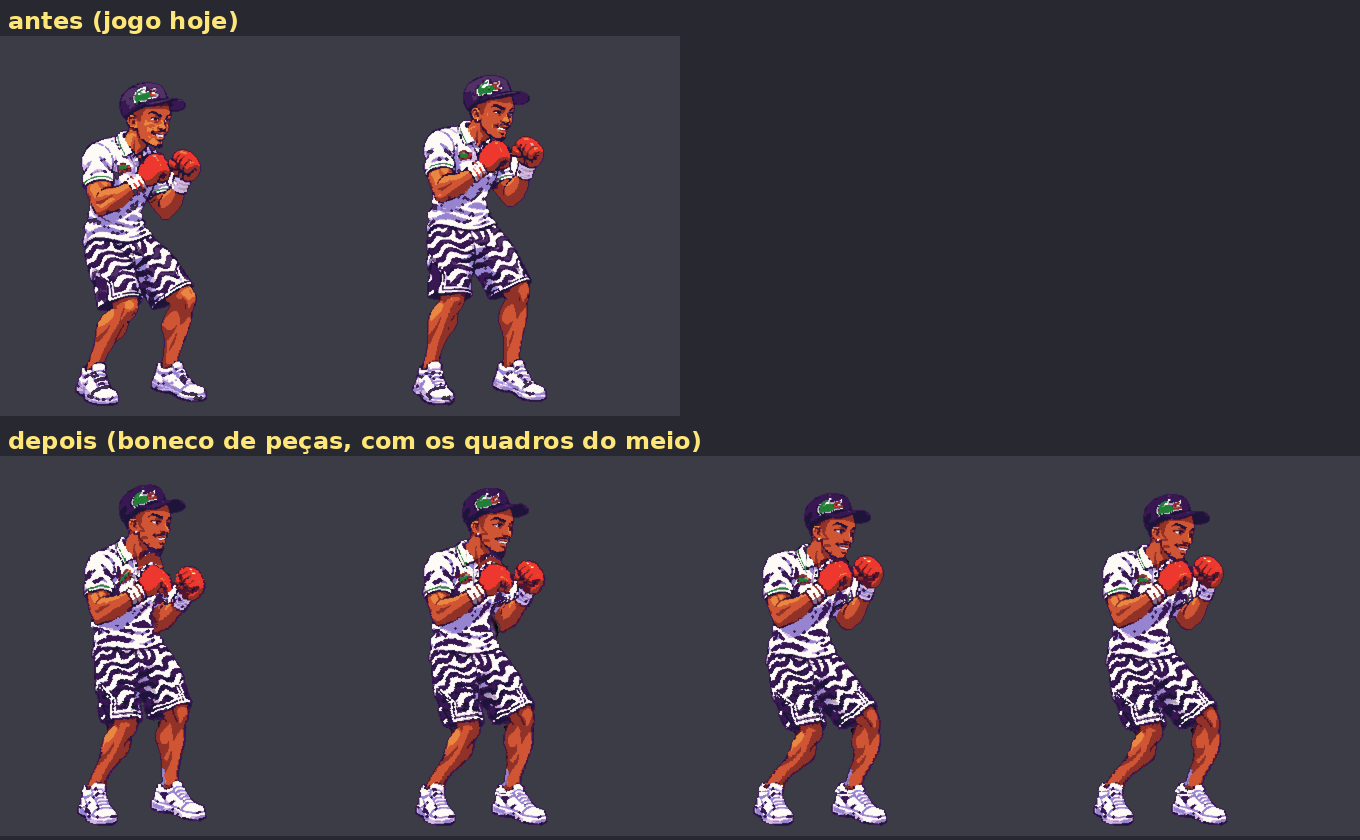 antes (jogo hoje)
depois (boneco de peças, com os quadros do meio)